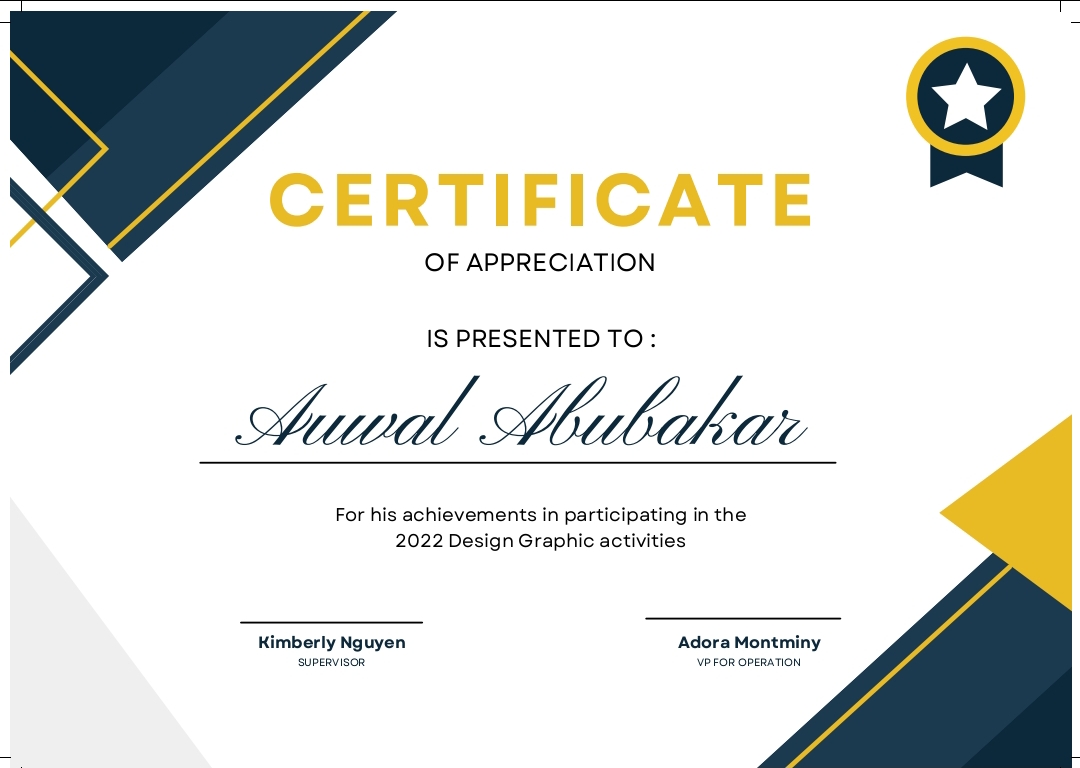 CERTIFICATE
OF APPRECIATION
IS PRESENTED TO :
Auwal Abubakar
For his achievements in participating in the
2022 Design Graphic activities
Kimberly Nguyen
SUPERVISOR
Adora Montminy
VP FOR OPERATION